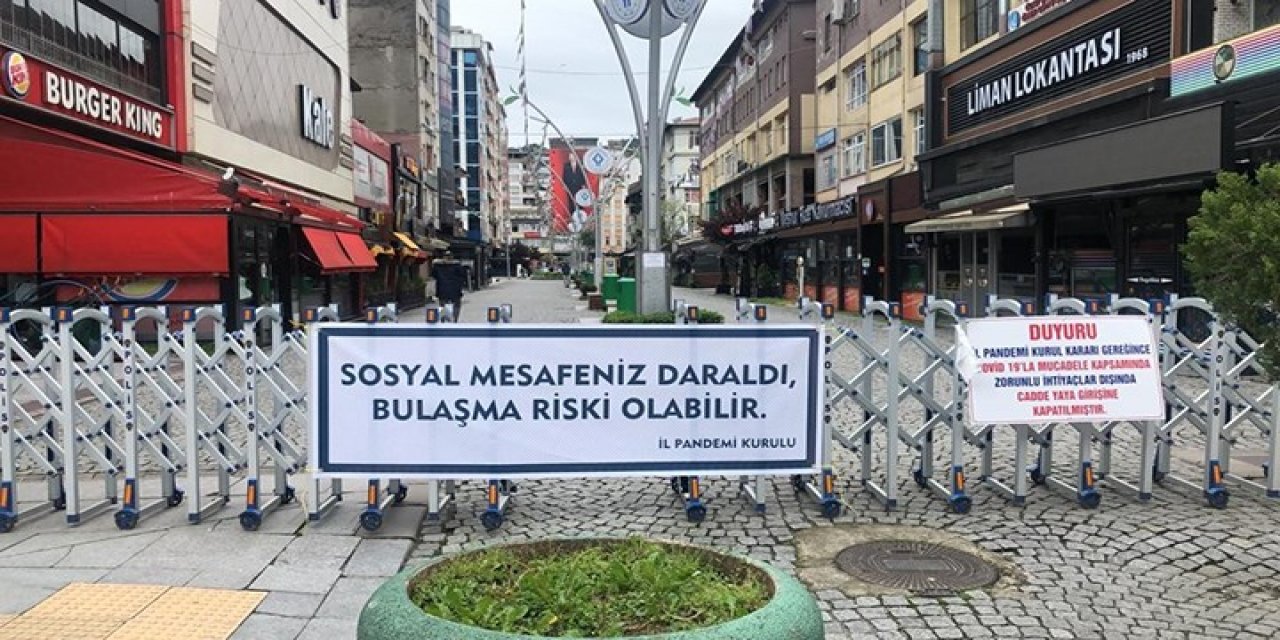 BURGER KING
Kafe
LİMAN LOKANTASI 1968
SOSYAL MESAFENİZ DARALDI,
BULAŞMA RİSKİ OLABİLİR.
İL PANDEMİ KURULU
DUYURU
İL PANDEMİ KURUL KARARI GEREĞİNCE
COVİD 19'LA MÜCADELE KAPSAMINDA
ZORUNLU İHTİYAÇLAR DIŞINDA
CADDE YAYA GİRİŞİNE
KAPATILMIŞTIR.